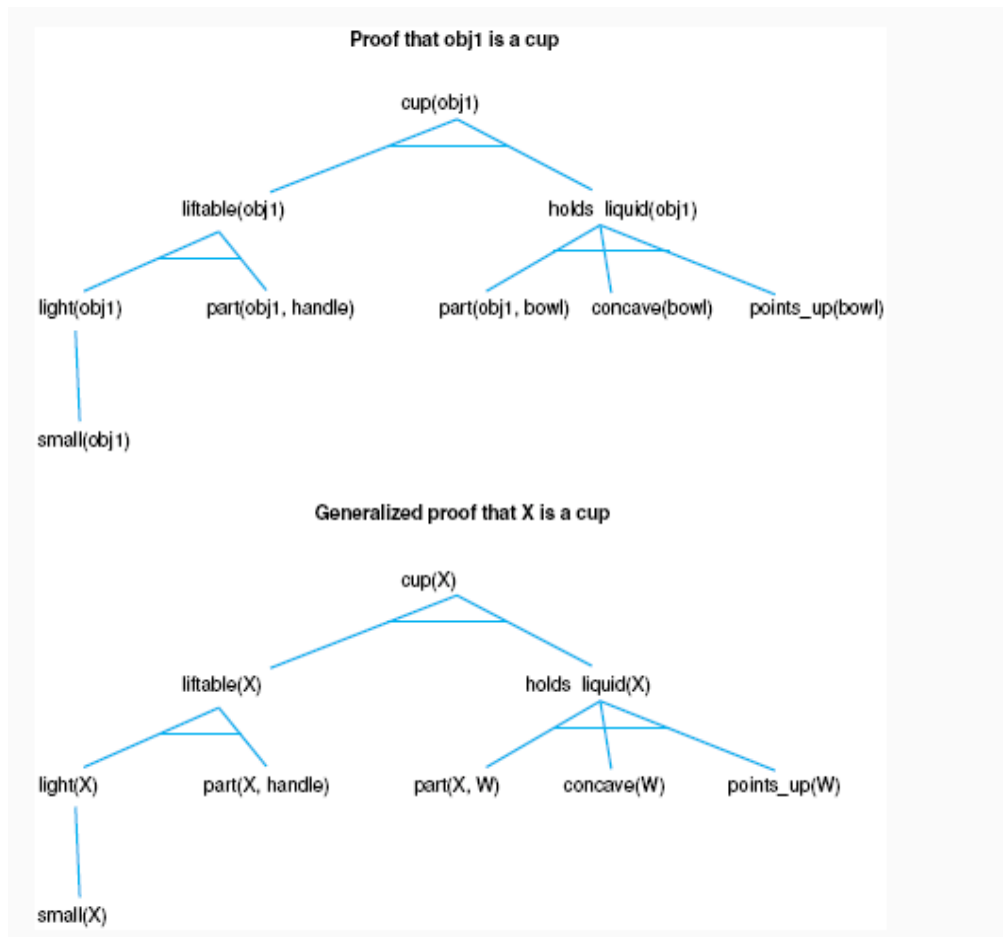 Proof that obj1 is a cup
cup(obj1)
liftable(obj1) holds liquid(obj1)
light(obj1) part(obj1, handle) part(obj1, bowl) concave(bowl) points_up(bowl)
small(obj1)
Generalized proof that X is a cup
cup(X)
liftable(X) holds liquid(X)
light(X) part(X, handle) part(X, W) concave(W) points_up(W)
small(X)